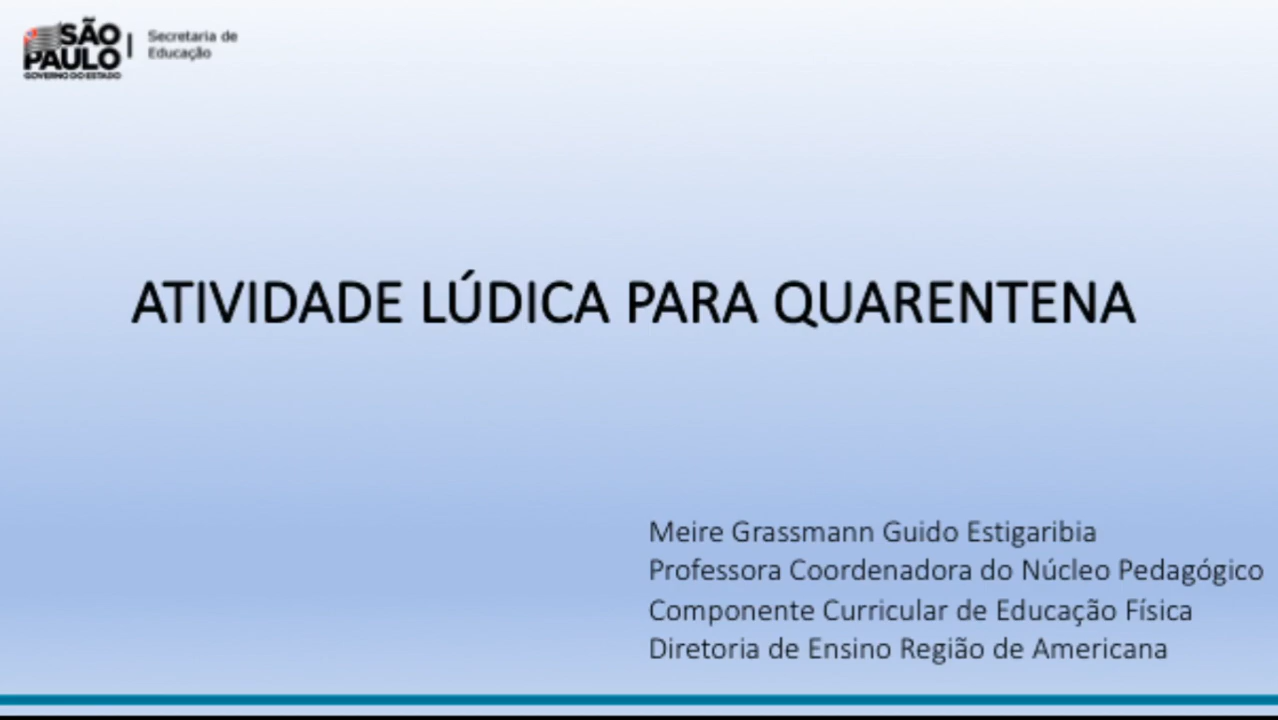 SÃO
PAULO
GOVERNO DO ESTADO
Secretaria de
Educação
ATIVIDADE LÚDICA PARA QUARENTENA
Meire Grassmann Guido Estigaribia
Professora Coordenadora do Núcleo Pedagógico
Componente Curricular de Educação Física
Diretoria de Ensino Região de Americana